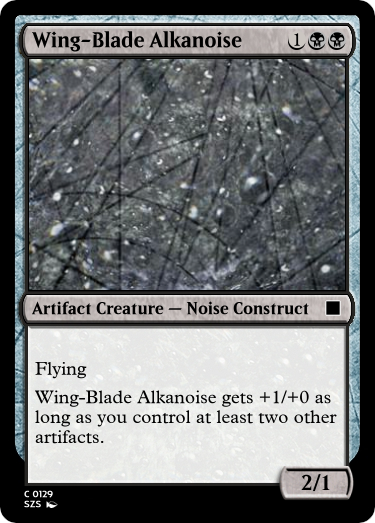 Wing-Blade Alkanoise 1
Artifact Creature — Noise Construct
Flying
Wing-Blade Alkanoise gets +1/+0 as
long as you control at least two other
artifacts.
2/1
C 0129
SZS